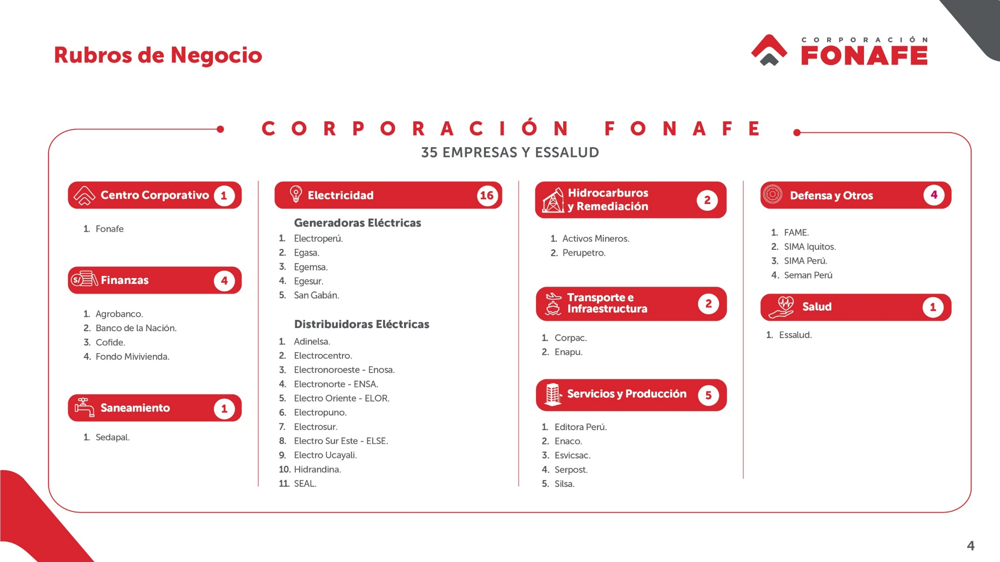 Rubros de Negocio
CORPORACIÓN
FONAFE
CORPORACIÓN FONAFE
35 EMPRESAS Y ESSALUD
Centro Corporativo 1
1. Fonafe
S/ Finanzas 4
1. Agrobanco.
2. Banco de la Nación.
3. Cofide.
4. Fondo Mivivienda.
Saneamiento 1
1. Sedapal.
Electricidad 16
Generadoras Eléctricas
1. Electroperú.
2. Egasa.
3. Egemsa.
4. Egesur.
5. San Gabán.
Distribuidoras Eléctricas
1. Adinelsa.
2. Electrocentro.
3. Electronoroeste - Enosa.
4. Electronorte - ENSA.
5. Electro Oriente - ELOR.
6. Electropuno.
7. Electrosur.
8. Electro Sur Este - ELSE.
9. Electro Ucayali.
10. Hidrandina.
11. SEAL.
Hidrocarburos
y Remediación 2
1. Activos Mineros.
2. Perupetro.
Transporte e
Infraestructura 2
1. Corpac.
2. Enapu.
Servicios y Producción 5
1. Editora Perú.
2. Enaco.
3. Esvicsac.
4. Serpost.
5. Silsa.
Defensa y Otros 4
1. FAME.
2. SIMA Iquitos.
3. SIMA Perú.
4. Seman Perú
Salud 1
1. Essalud.
4